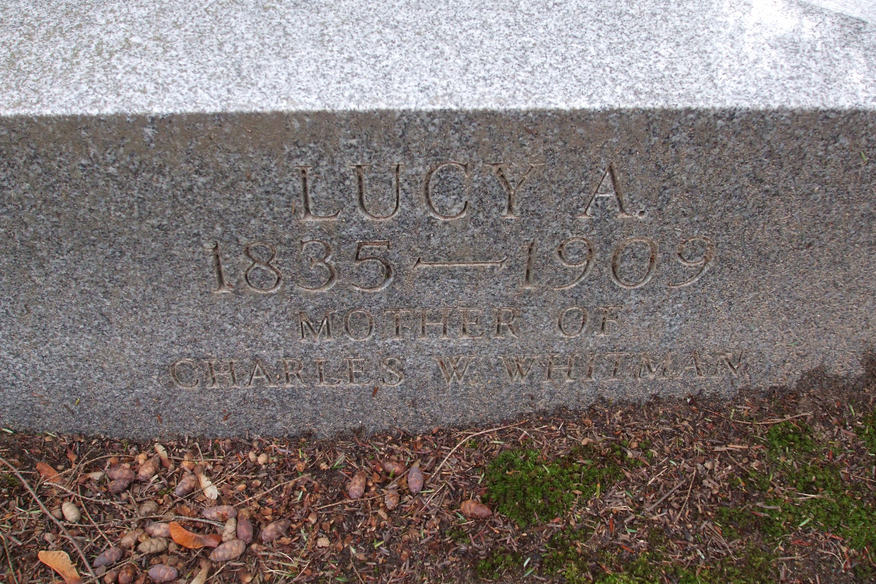 LUCY A.
1835–1909
MOTHER OF
CHARLES W. WHITMAN